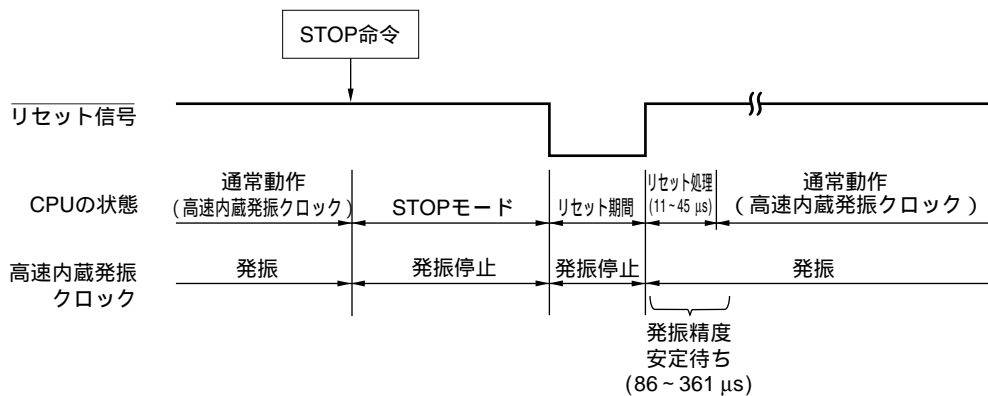 STOP命令
リセット信号
CPUの状態
通常動作
(高速内蔵発振クロック)
STOPモード
リセット期間
リセット処理
(11~45 μs)
通常動作
(高速内蔵発振クロック)
高速内蔵発振
クロック
発振
発振停止
発振停止
発振
発振精度
安定待ち
(86~361 μs)